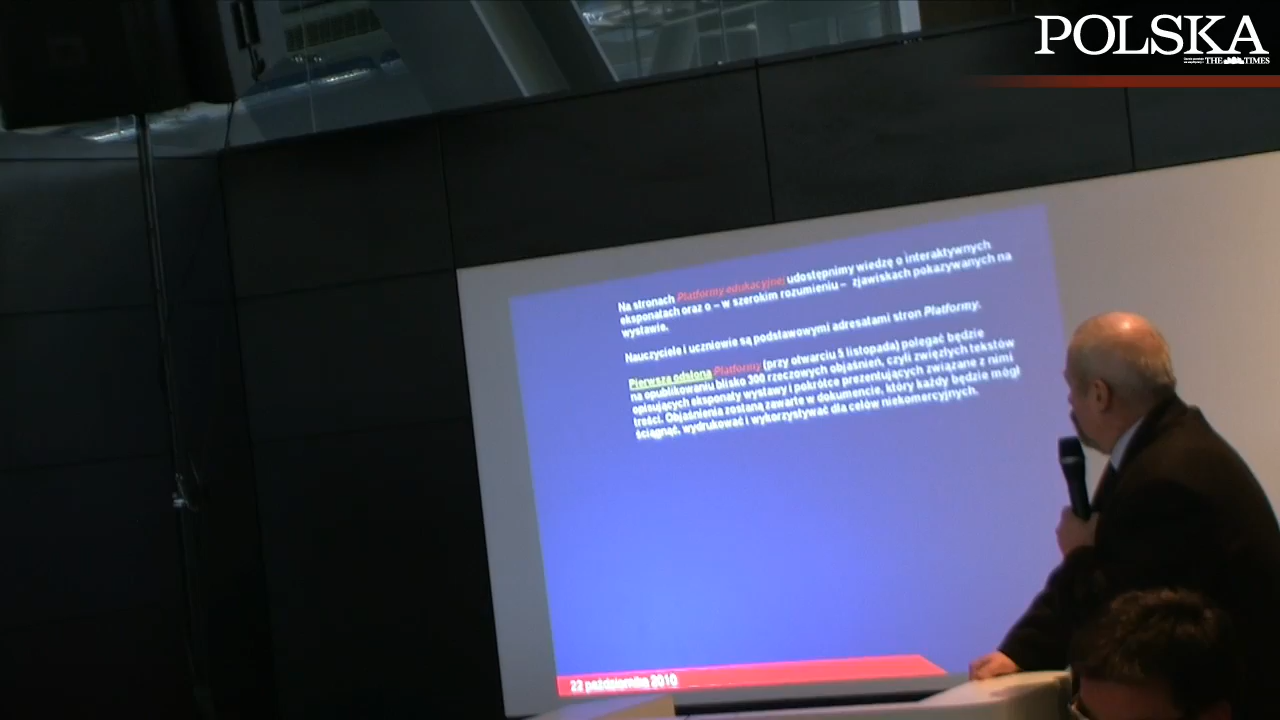 POLSKA
THE TIMES
Na stronach Platformy edukacyjnej udostępnimy wiedzę o interaktywnych
eksponatach oraz o – w szerokim rozumieniu – zjawiskach pokazywanych na
wystawie.
Nauczyciele i uczniowie są podstawowymi adresatami stron Platformy.
Pierwsza odsłona Platformy (przy otwarciu 5 listopada) polegać będzie
na opublikowaniu blisko 300 rzeczowych objaśnień, czyli zwięzłych tekstów
opisujących eksponaty wystawy i pokrótce prezentujących związane z nimi
treści. Objaśnienia zostaną zawarte w dokumencie, który każdy będzie mógł
ściągnąć, wydrukować i wykorzystywać dla celów niekomercyjnych.
22 października 2010